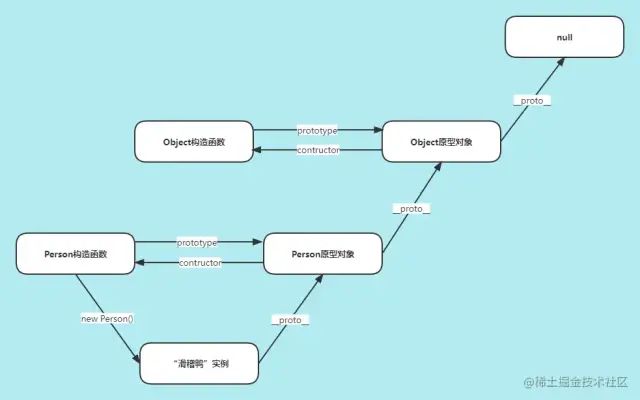 null
__proto__
Object构造函数
prototype
contructor
Object原型对象
__proto__
Person构造函数
prototype
contructor
Person原型对象
new Person()
__proto__
“滑稽鸭”实例
@稀土掘金技术社区